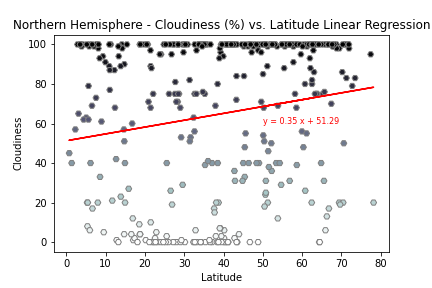 Northern Hemisphere - Cloudiness (%) vs. Latitude Linear Regression
100
80
60
40
20
0
Cloudiness
y = 0.35 x + 51.29
0 10 20 30 40 50 60 70 80
Latitude